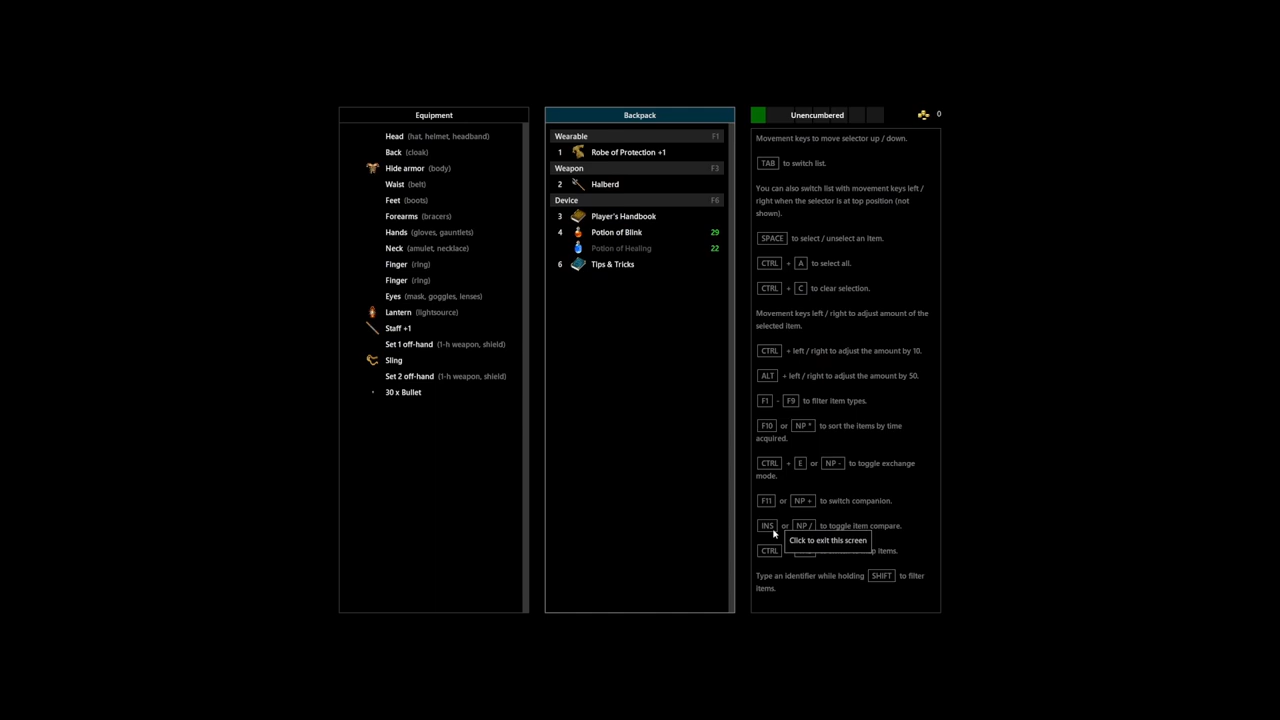 Equipment
Head (hat, helmet, headband)
Back (cloak)
Hide armor (body)
Waist (belt)
Feet (boots)
Forearms (bracers)
Hands (gloves, gauntlets)
Neck (amulet, necklace)
Finger (ring)
Finger (ring)
Eyes (mask, goggles, lenses)
Lantern (lightsource)
Staff +1
Set 1 off-hand (1-h weapon, shield)
Sling
Set 2 off-hand (1-h weapon, shield)
30 x Bullet
Backpack
Wearable F1
1 Robe of Protection +1
Weapon F3
2 Halberd
Device F6
3 Player's Handbook
4 Potion of Blink 29
Potion of Healing 22
6 Tips & Tricks
Unencumbered 0
Movement keys to move selector up / down.
TAB to switch list.
You can also switch list with movement keys left /
right when the selector is at top position (not
shown).
SPACE to select / unselect an item.
CTRL + A to select all.
CTRL + C to clear selection.
Movement keys left / right to adjust amount of the
selected item.
CTRL + left / right to adjust the amount by 10.
ALT + left / right to adjust the amount by 50.
F1 - F9 to filter item types.
F10 or NP * to sort the items by time
acquired.
CTRL + E or NP - to toggle exchange
mode.
F11 or NP + to switch companion.
INS or NP / to toggle item compare.
Click to exit this screen
CTRL items.
Type an identifier while holding SHIFT to filter
items.